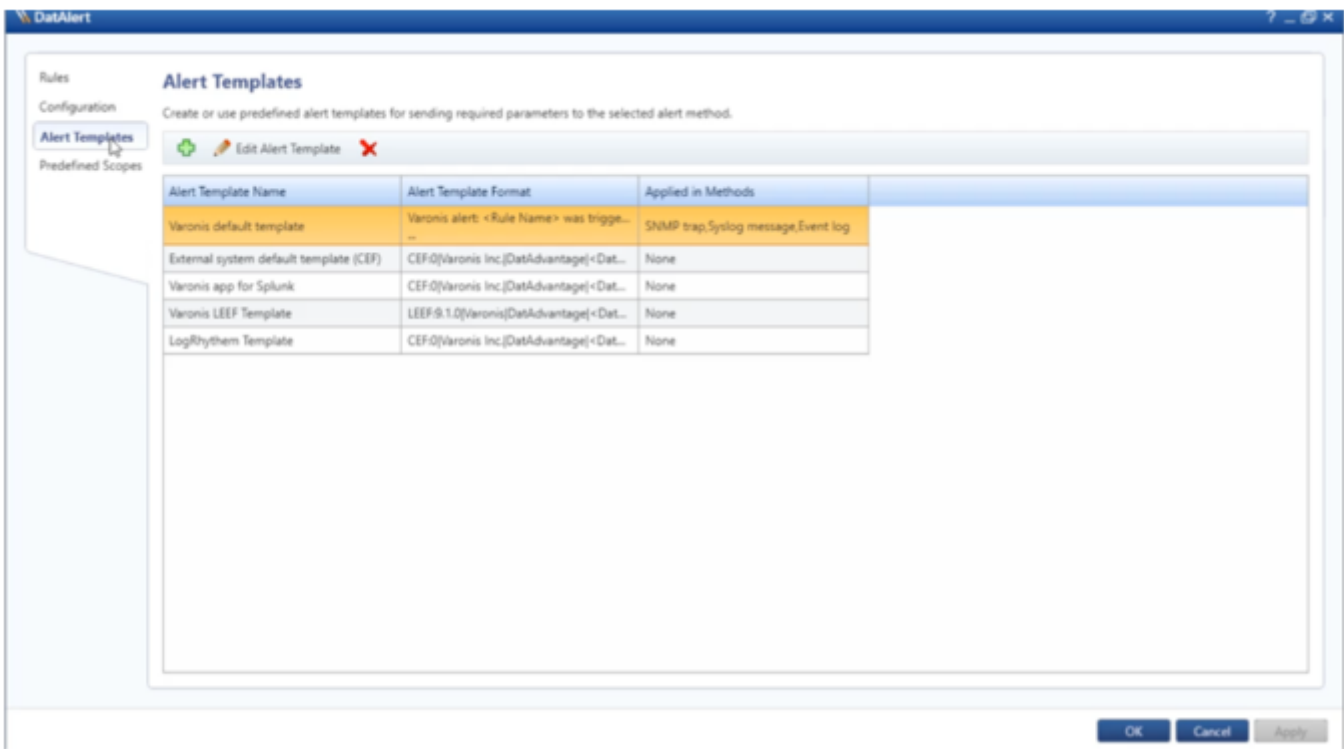 DatAlert
? _ x
Rules
Configuration
Alert Templates
Predefined Scopes
Alert Templates
Create or use predefined alert templates for sending required parameters to the selected alert method.
Edit Alert Template
Alert Template Name Alert Template Format Applied in Methods
Varonis default template Varonis alert: <Rule Name> was trigge... SNMP trap,Syslog message,Event log
...
External system default template (CEF) CEF:0|Varonis Inc.|DatAdvantage|<Dat... None
Varonis app for Splunk CEF:0|Varonis Inc.|DatAdvantage|<Dat... None
Varonis LEEF Template LEEF:9.1.0|Varonis|DatAdvantage|<Dat... None
LogRhythem Template CEF:0|Varonis Inc.|DatAdvantage|<Dat... None
OK Cancel Apply